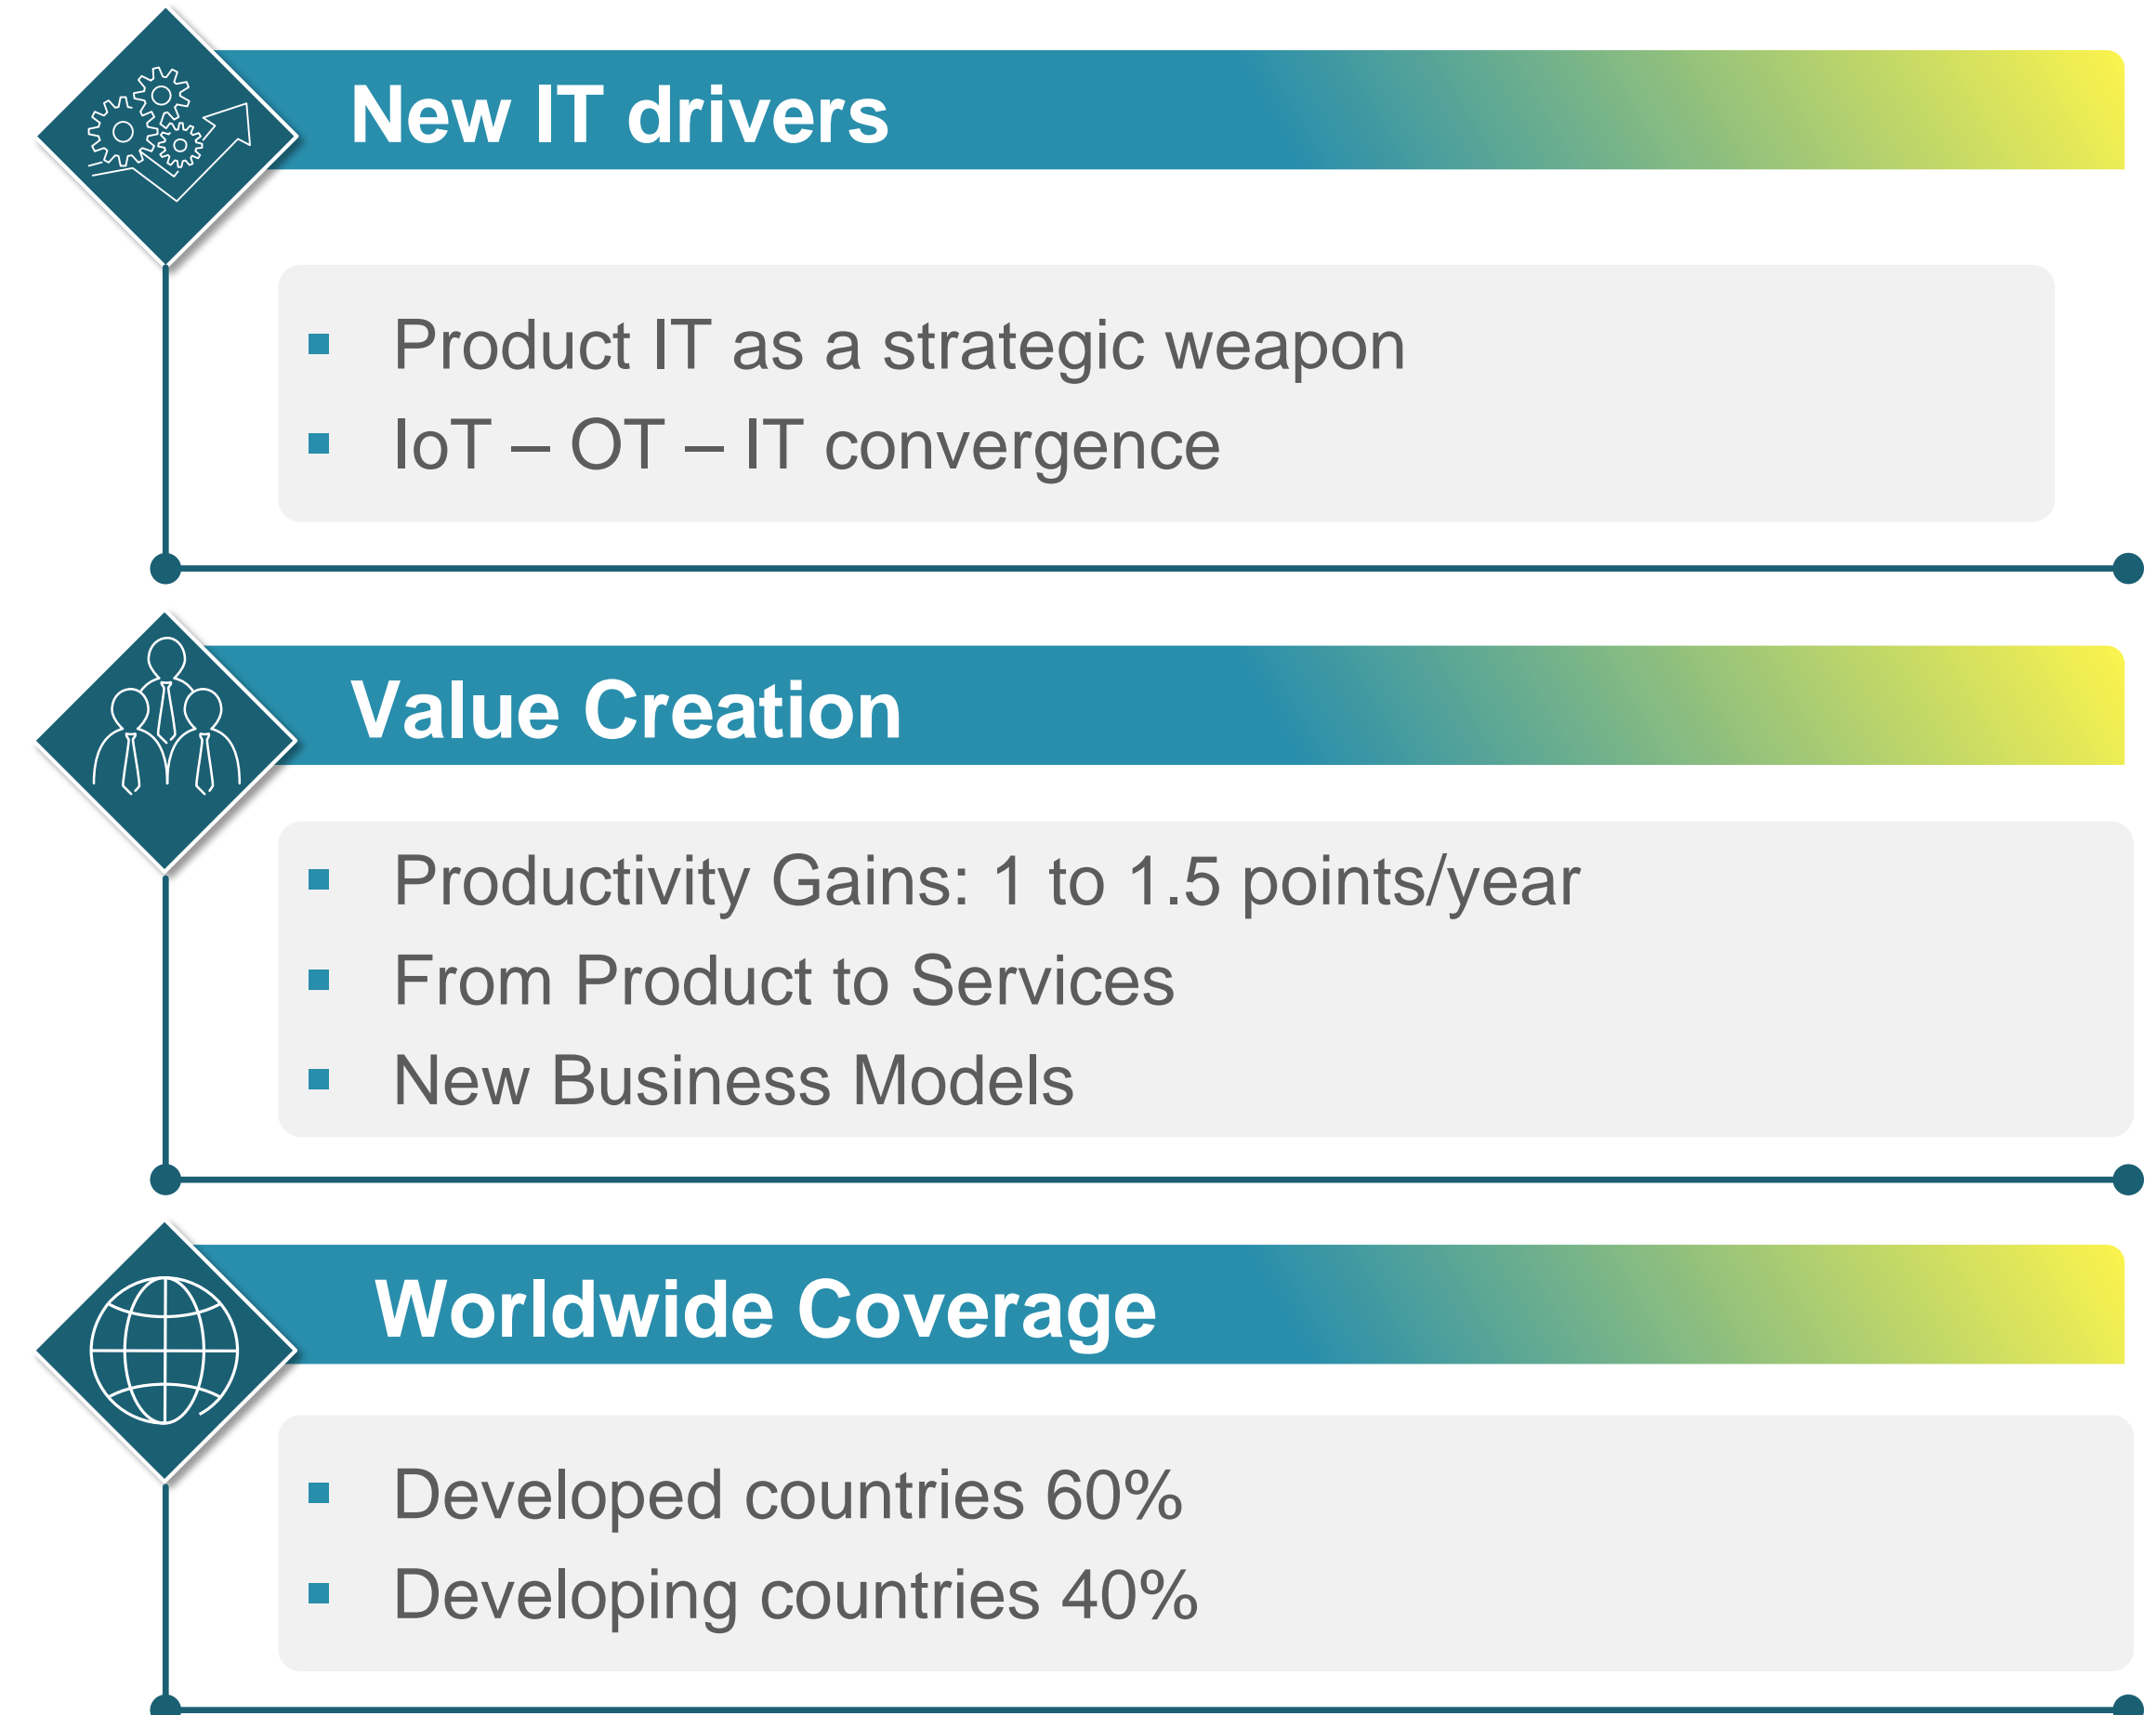 New IT drivers
Product IT as a strategic weapon
IoT – OT – IT convergence
Value Creation
Productivity Gains: 1 to 1.5 points/year
From Product to Services
New Business Models
Worldwide Coverage
Developed countries 60%
Developing countries 40%